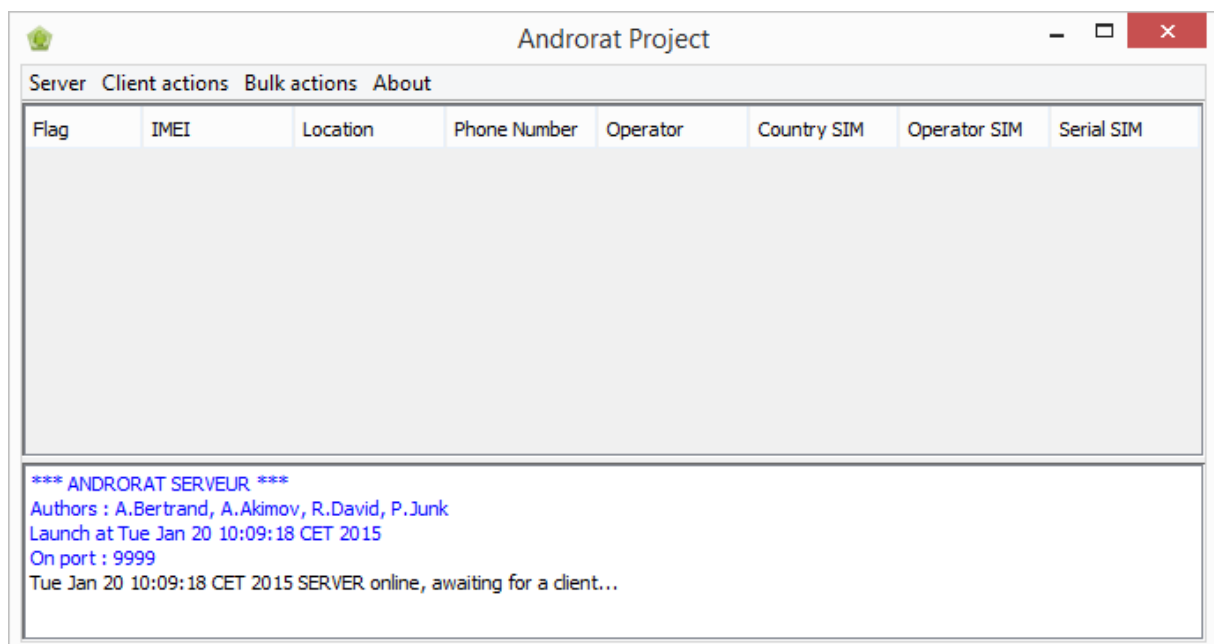 Androrat Project
Server Client actions Bulk actions About
Flag IMEI Location Phone Number Operator Country SIM Operator SIM Serial SIM
*** ANDRORAT SERVEUR ***
Authors : A.Bertrand, A.Akimov, R.David, P.Junk
Launch at Tue Jan 20 10:09:18 CET 2015
On port : 9999
Tue Jan 20 10:09:18 CET 2015 SERVER online, awaiting for a client...